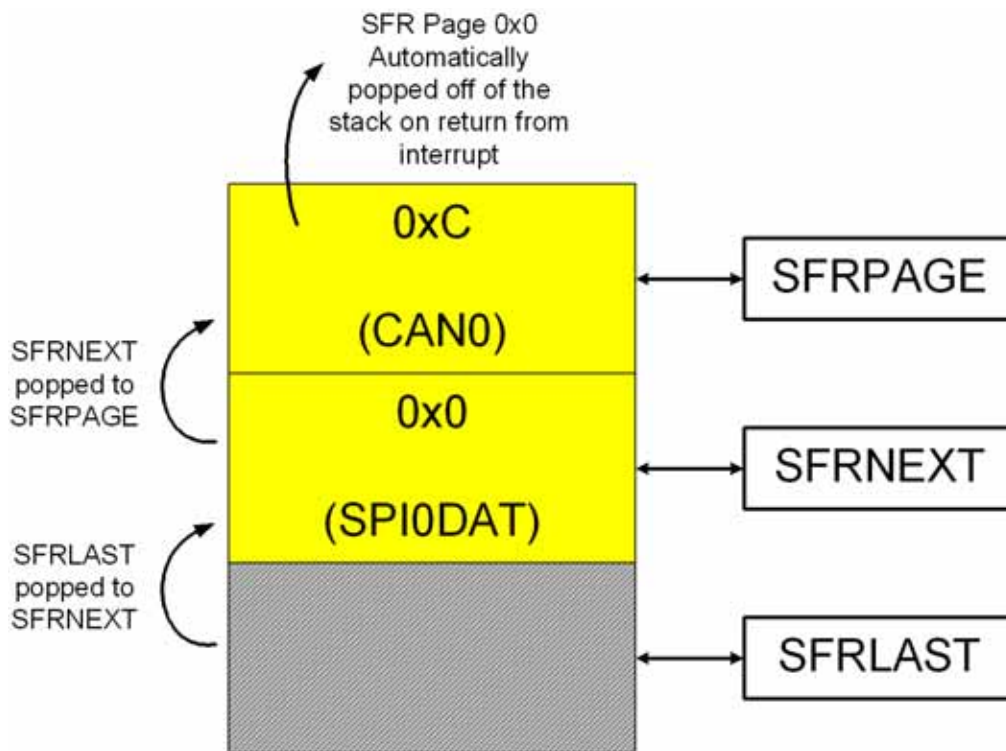 SFR Page 0x0
Automatically
popped off of the
stack on return from
interrupt
0xC
(CAN0)
SFRPAGE
SFRNEXT
popped to
SFRPAGE
0x0
(SPI0DAT)
SFRNEXT
SFRLAST
popped to
SFRNEXT
SFRLAST